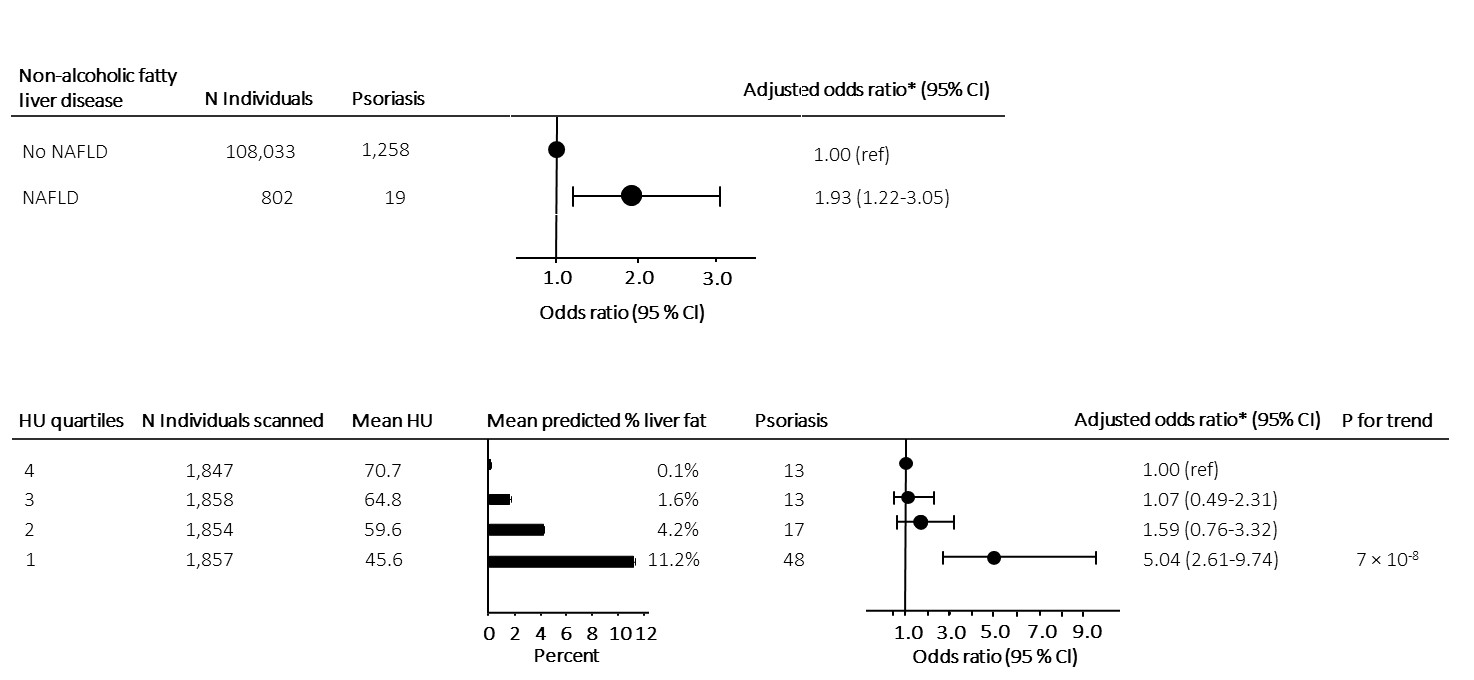 Non-alcoholic fatty
liver disease N Individuals Psoriasis Adjusted odds ratio* (95% CI)
No NAFLD 108,033 1,258 1.00 (ref)
NAFLD 802 19 1.93 (1.22-3.05)
1.0 2.0 3.0
Odds ratio (95 % CI)
HU quartiles N Individuals scanned Mean HU Mean predicted % liver fat Psoriasis Adjusted odds ratio* (95% CI) P for trend
4 1,847 70.7 0.1% 13 1.00 (ref)
3 1,858 64.8 1.6% 13 1.07 (0.49-2.31)
2 1,854 59.6 4.2% 17 1.59 (0.76-3.32)
1 1,857 45.6 11.2% 48 5.04 (2.61-9.74) 7 × 10⁻⁸
0 2 4 6 8 10 12 1.0 3.0 5.0 7.0 9.0
Percent Odds ratio (95 % CI)